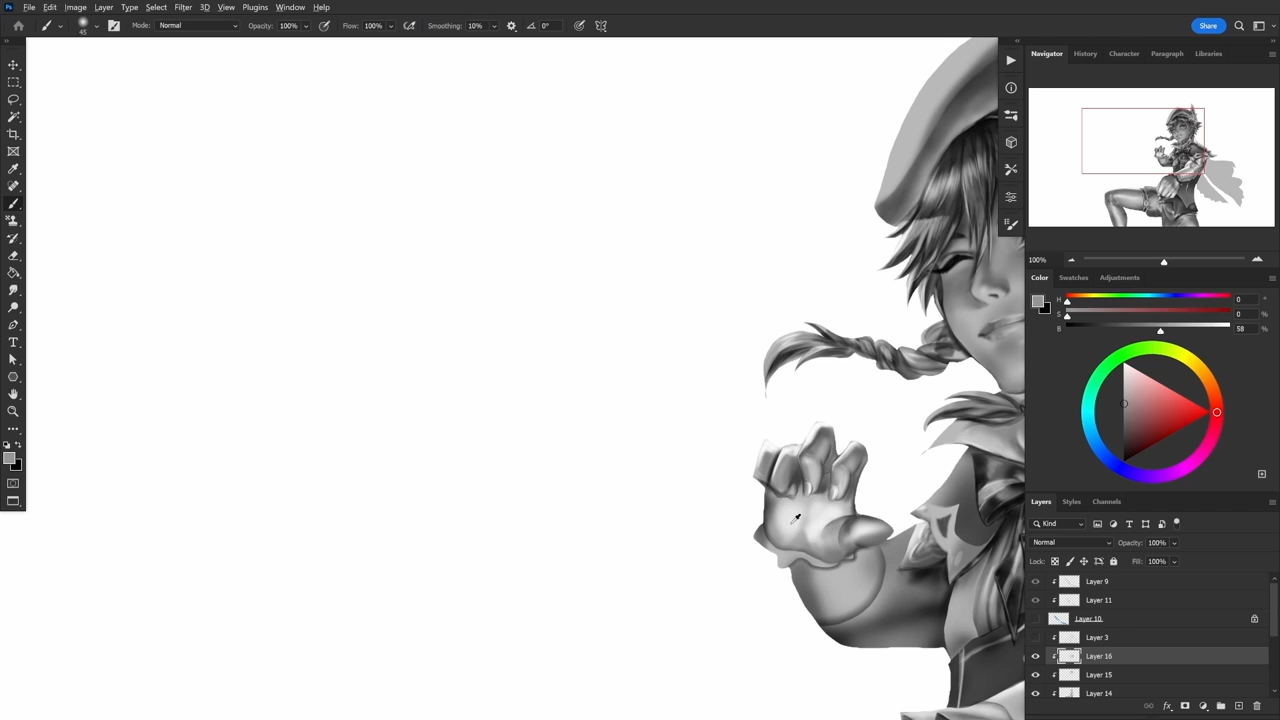 Ps File Edit Image Layer Type Select Filter 3D View Plugins Window Help
45 Mode: Normal Opacity: 100% Flow: 100% Smoothing: 10% 0° Share
Navigator History Character Paragraph Libraries
100%
Color Swatches Adjustments
H 0 °
S 0 %
B 58 %
Layers Styles Channels
Kind
Normal Opacity: 100%
Lock: Fill: 100%
Layer 9
Layer 11
Layer 10
Layer 3
Layer 16
Layer 15
Layer 14
fx